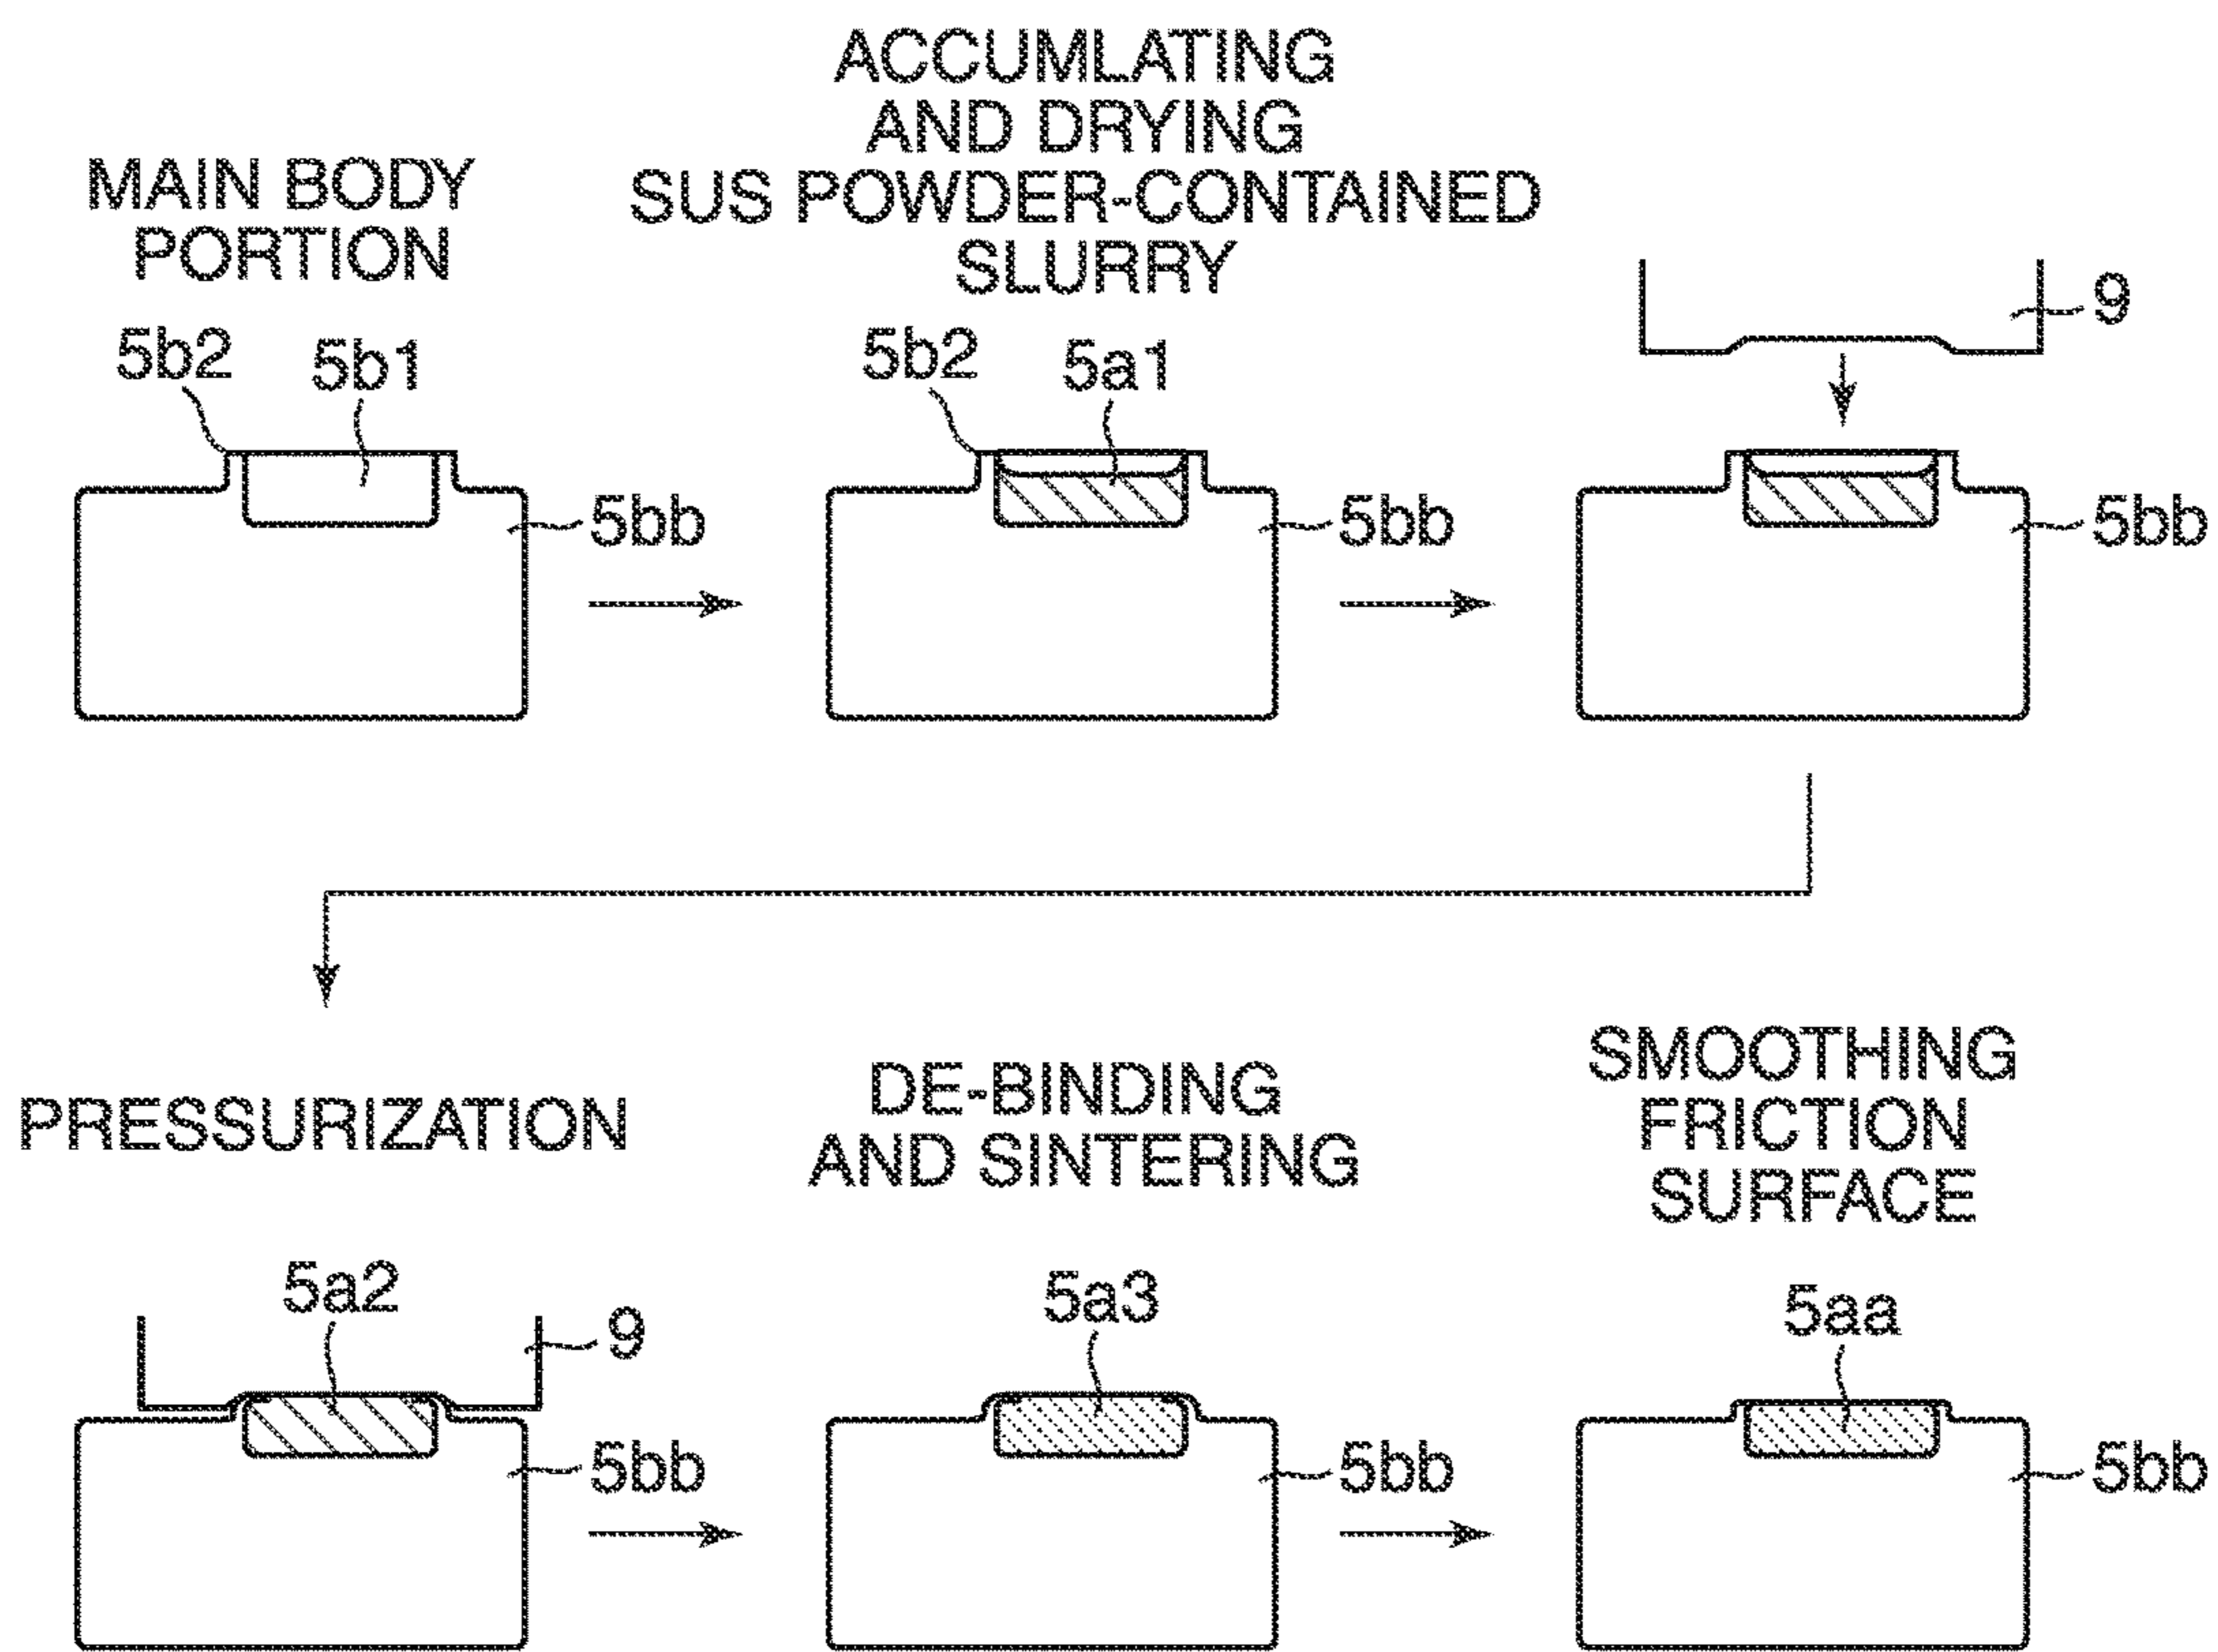 MAIN BODY
PORTION
ACCUMLATING
AND DRYING
SUS POWDER-CONTAINED
SLURRY
5b2
5b1
5bb
5b2
5a1
5bb
9
5bb
PRESSURIZATION
DE-BINDING
AND SINTERING
SMOOTHING
FRICTION
SURFACE
5a2
9
5bb
5a3
5bb
5aa
5bb